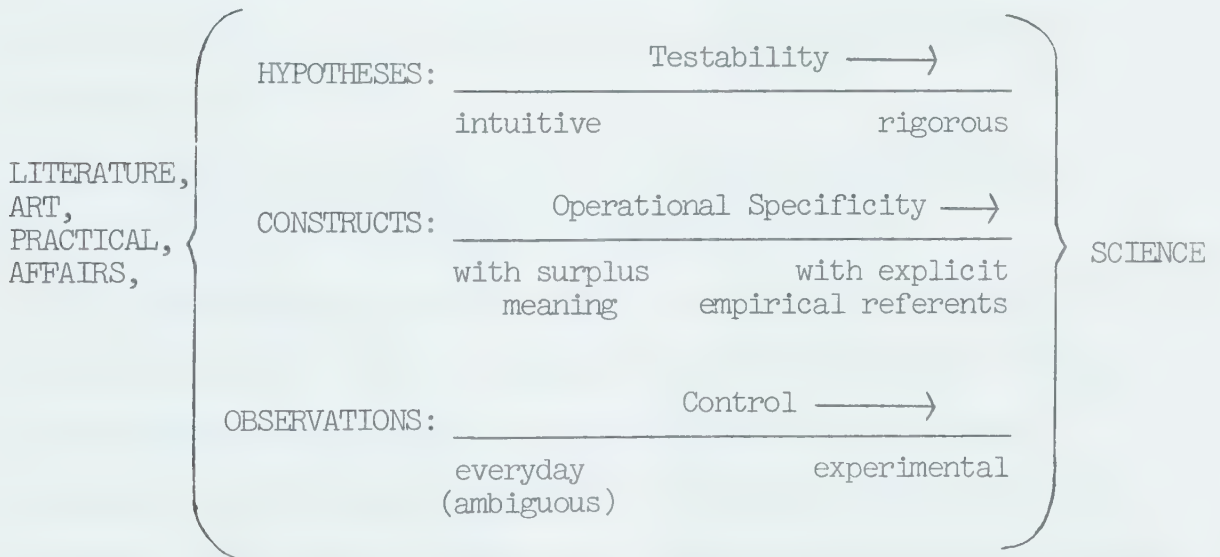 LITERATURE,
ART,
PRACTICAL,
AFFAIRS,
HYPOTHESES:
Testability
intuitive
rigorous
CONSTRUCTS:
Operational Specificity
with surplus
meaning
with explicit
empirical referents
OBSERVATIONS:
Control
everyday
(ambiguous)
experimental
SCIENCE